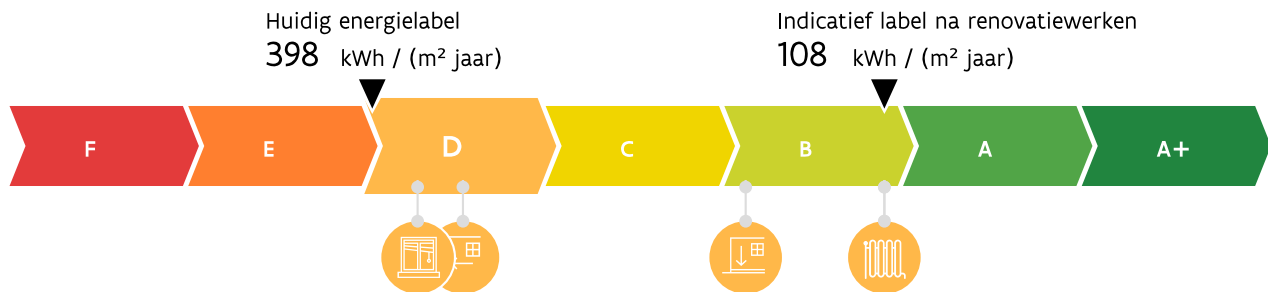 Huidig energielabel
398 kWh / (m² jaar)
Indicatief label na renovatiewerken
108 kWh / (m² jaar)
F E D C B A A+